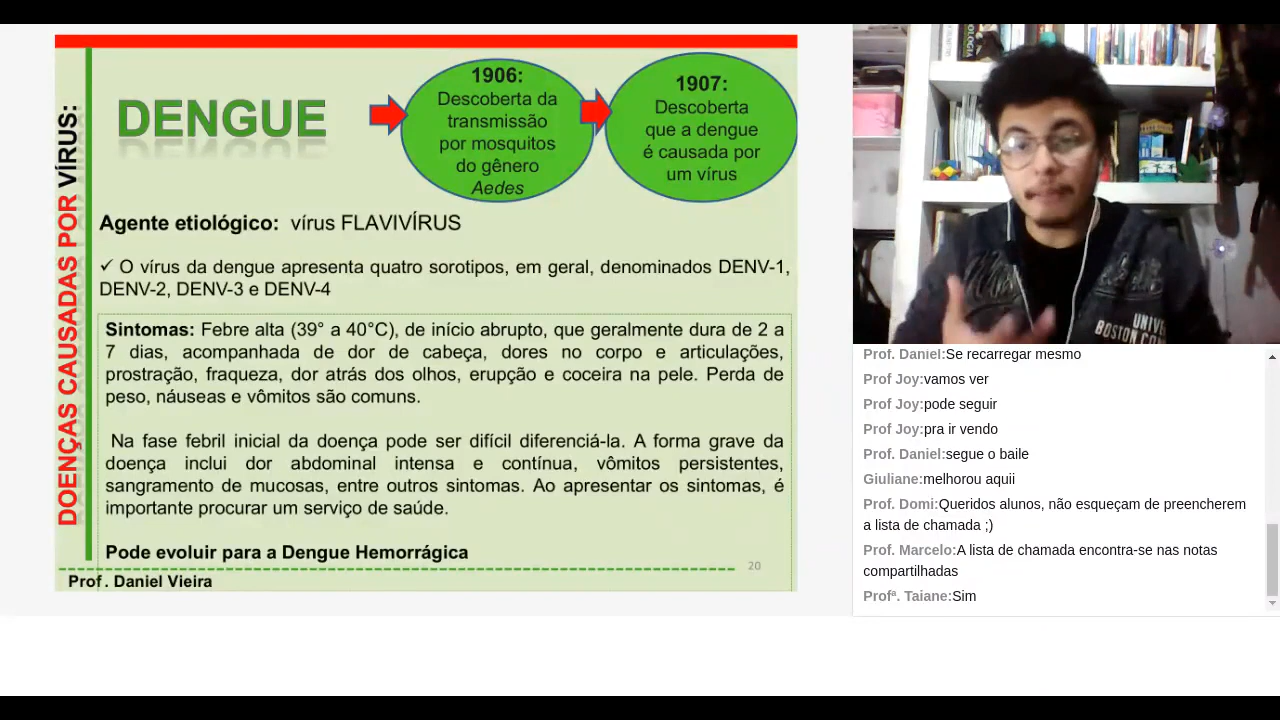 DOENÇAS CAUSADAS POR VÍRUS:
DENGUE
1906:
Descoberta da
transmissão
por mosquitos
do gênero
Aedes
1907:
Descoberta
que a dengue
é causada por
um vírus
Agente etiológico: vírus FLAVIVÍRUS
✓ O vírus da dengue apresenta quatro sorotipos, em geral, denominados DENV-1,
DENV-2, DENV-3 e DENV-4
Sintomas: Febre alta (39° a 40°C), de início abrupto, que geralmente dura de 2 a
7 dias, acompanhada de dor de cabeça, dores no corpo e articulações,
prostração, fraqueza, dor atrás dos olhos, erupção e coceira na pele. Perda de
peso, náuseas e vômitos são comuns.
Na fase febril inicial da doença pode ser difícil diferenciá-la. A forma grave da
doença inclui dor abdominal intensa e contínua, vômitos persistentes,
sangramento de mucosas, entre outros sintomas. Ao apresentar os sintomas, é
importante procurar um serviço de saúde.
Pode evoluir para a Dengue Hemorrágica
20
Prof . Daniel Vieira
BOSTON
Prof. Daniel:Se recarregar mesmo
Prof Joy:vamos ver
Prof Joy:pode seguir
Prof Joy:pra ir vendo
Prof. Daniel:segue o baile
Giuliane:melhorou aquii
Prof. Domi:Queridos alunos, não esqueçam de preencherem
a lista de chamada ;)
Prof. Marcelo:A lista de chamada encontra-se nas notas
compartilhadas
Profª. Taiane:Sim